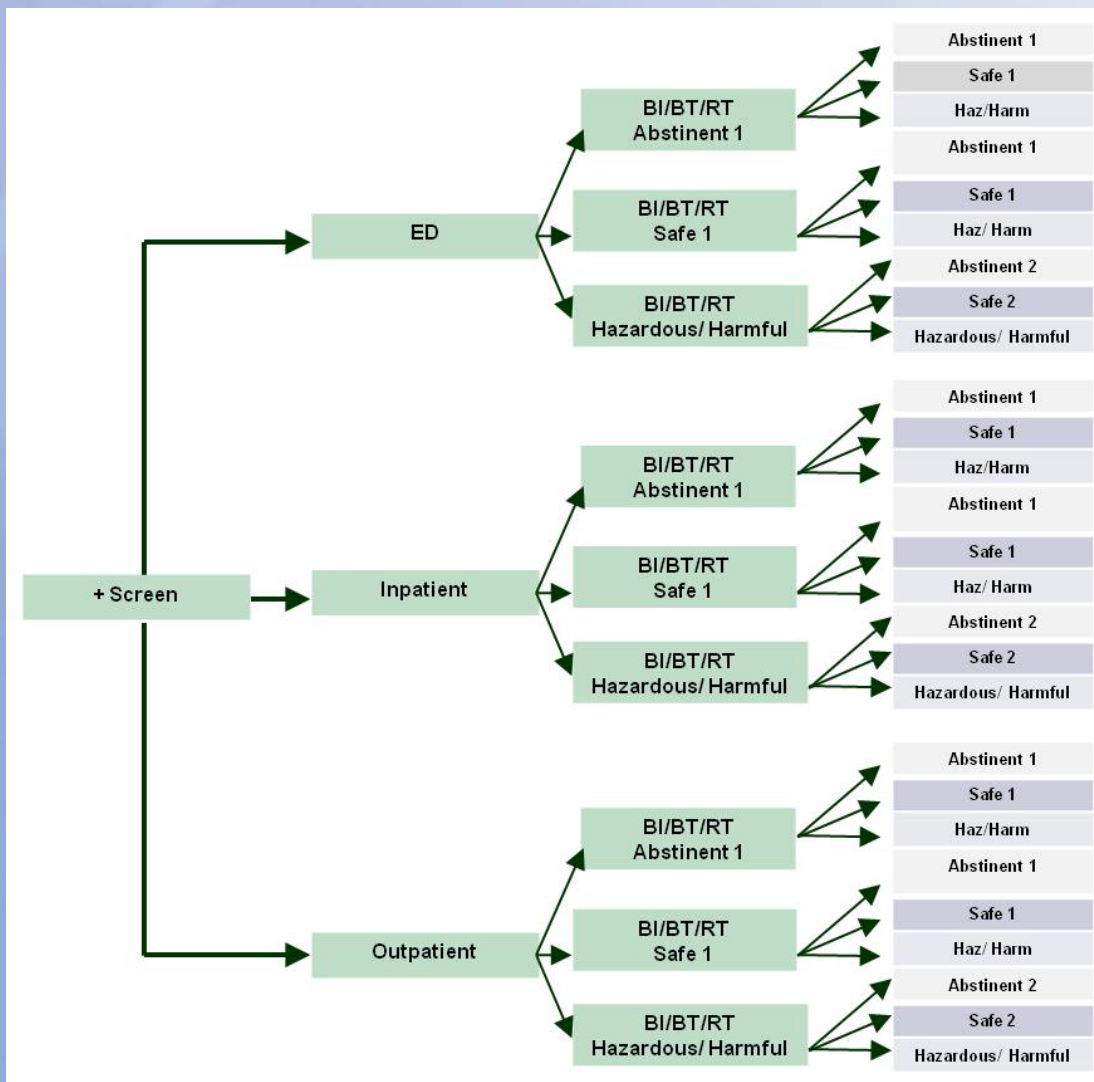 Abstinent 1
Safe 1
Haz/Harm
BI/BT/RT
Abstinent 1
Abstinent 1
Safe 1
Haz/ Harm
BI/BT/RT
Safe 1
ED
Abstinent 2
Safe 2
Hazardous/ Harmful
BI/BT/RT
Hazardous/ Harmful
Abstinent 1
Safe 1
Haz/Harm
BI/BT/RT
Abstinent 1
Abstinent 1
Safe 1
Haz/ Harm
BI/BT/RT
Safe 1
+ Screen
Inpatient
Abstinent 2
Safe 2
Hazardous/ Harmful
BI/BT/RT
Hazardous/ Harmful
Abstinent 1
Safe 1
Haz/Harm
BI/BT/RT
Abstinent 1
Abstinent 1
Safe 1
Haz/ Harm
BI/BT/RT
Safe 1
Outpatient
Abstinent 2
Safe 2
Hazardous/ Harmful
BI/BT/RT
Hazardous/ Harmful